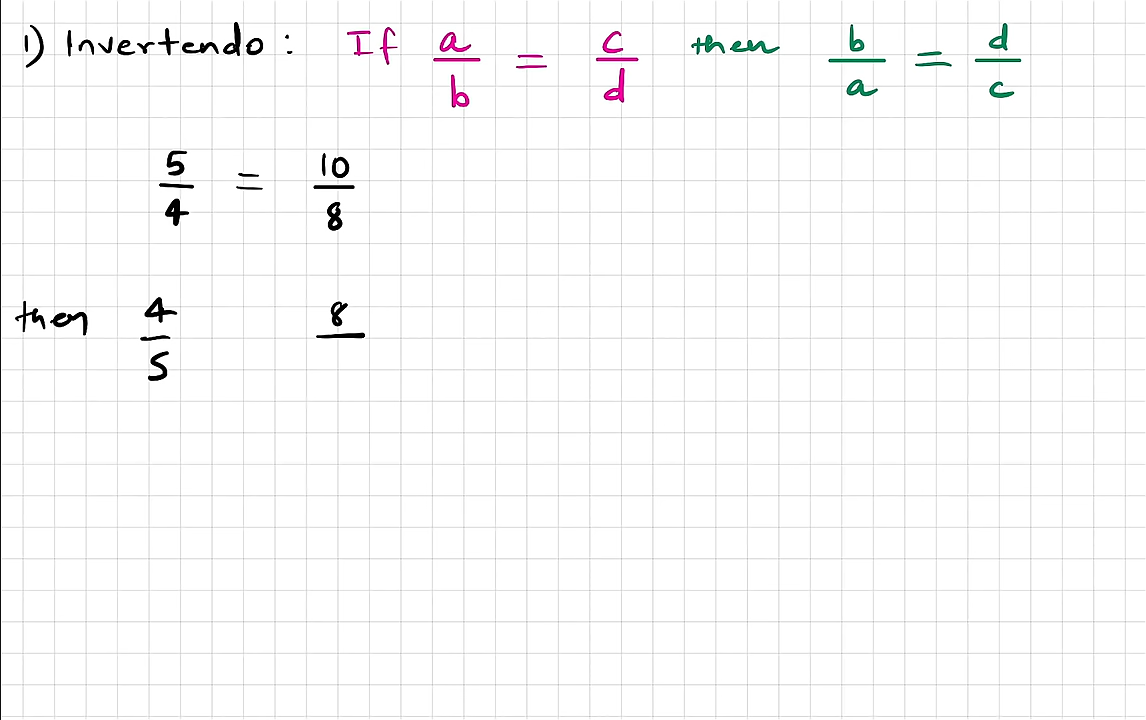 1) Invertendo : If a/b = c/d then b/a = d/c
5/4 = 10/8
then 4/5 8/